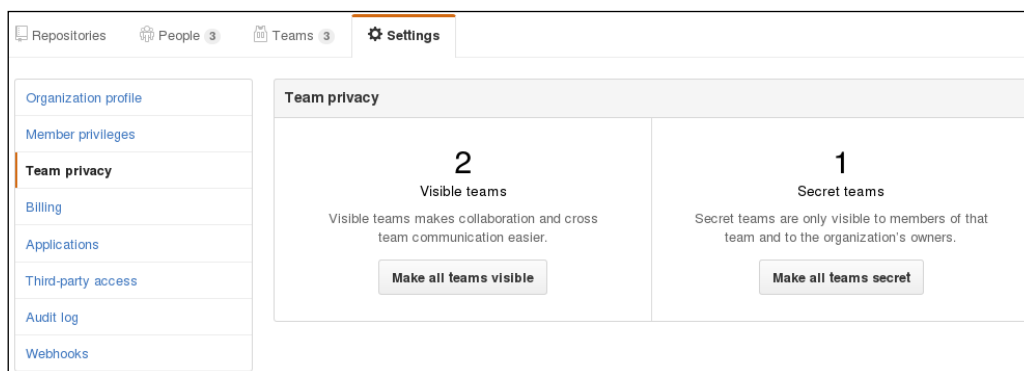 Repositories People 3 Teams 3 Settings
Organization profile
Member privileges
Team privacy
Billing
Applications
Third-party access
Audit log
Webhooks
Team privacy
2
Visible teams
Visible teams makes collaboration and cross
team communication easier.
Make all teams visible
1
Secret teams
Secret teams are only visible to members of that
team and to the organization's owners.
Make all teams secret